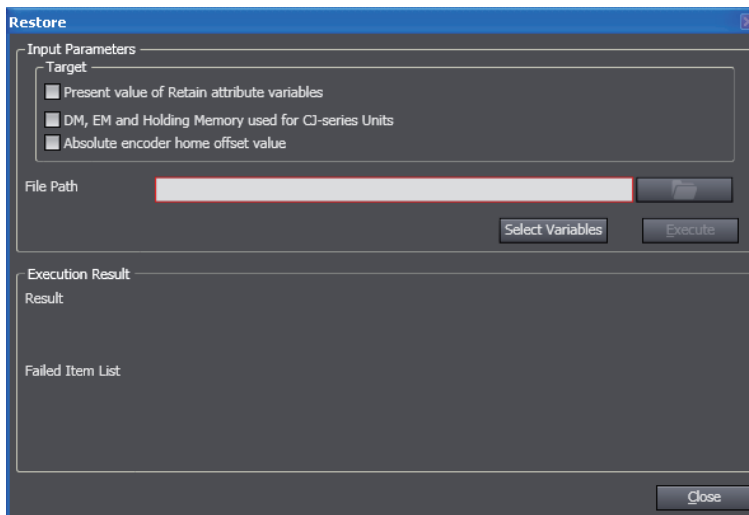 Restore
Input Parameters
Target
Present value of Retain attribute variables
DM, EM and Holding Memory used for CJ-series Units
Absolute encoder home offset value
File Path
Select Variables
Execute
Execution Result
Result
Failed Item List
Close